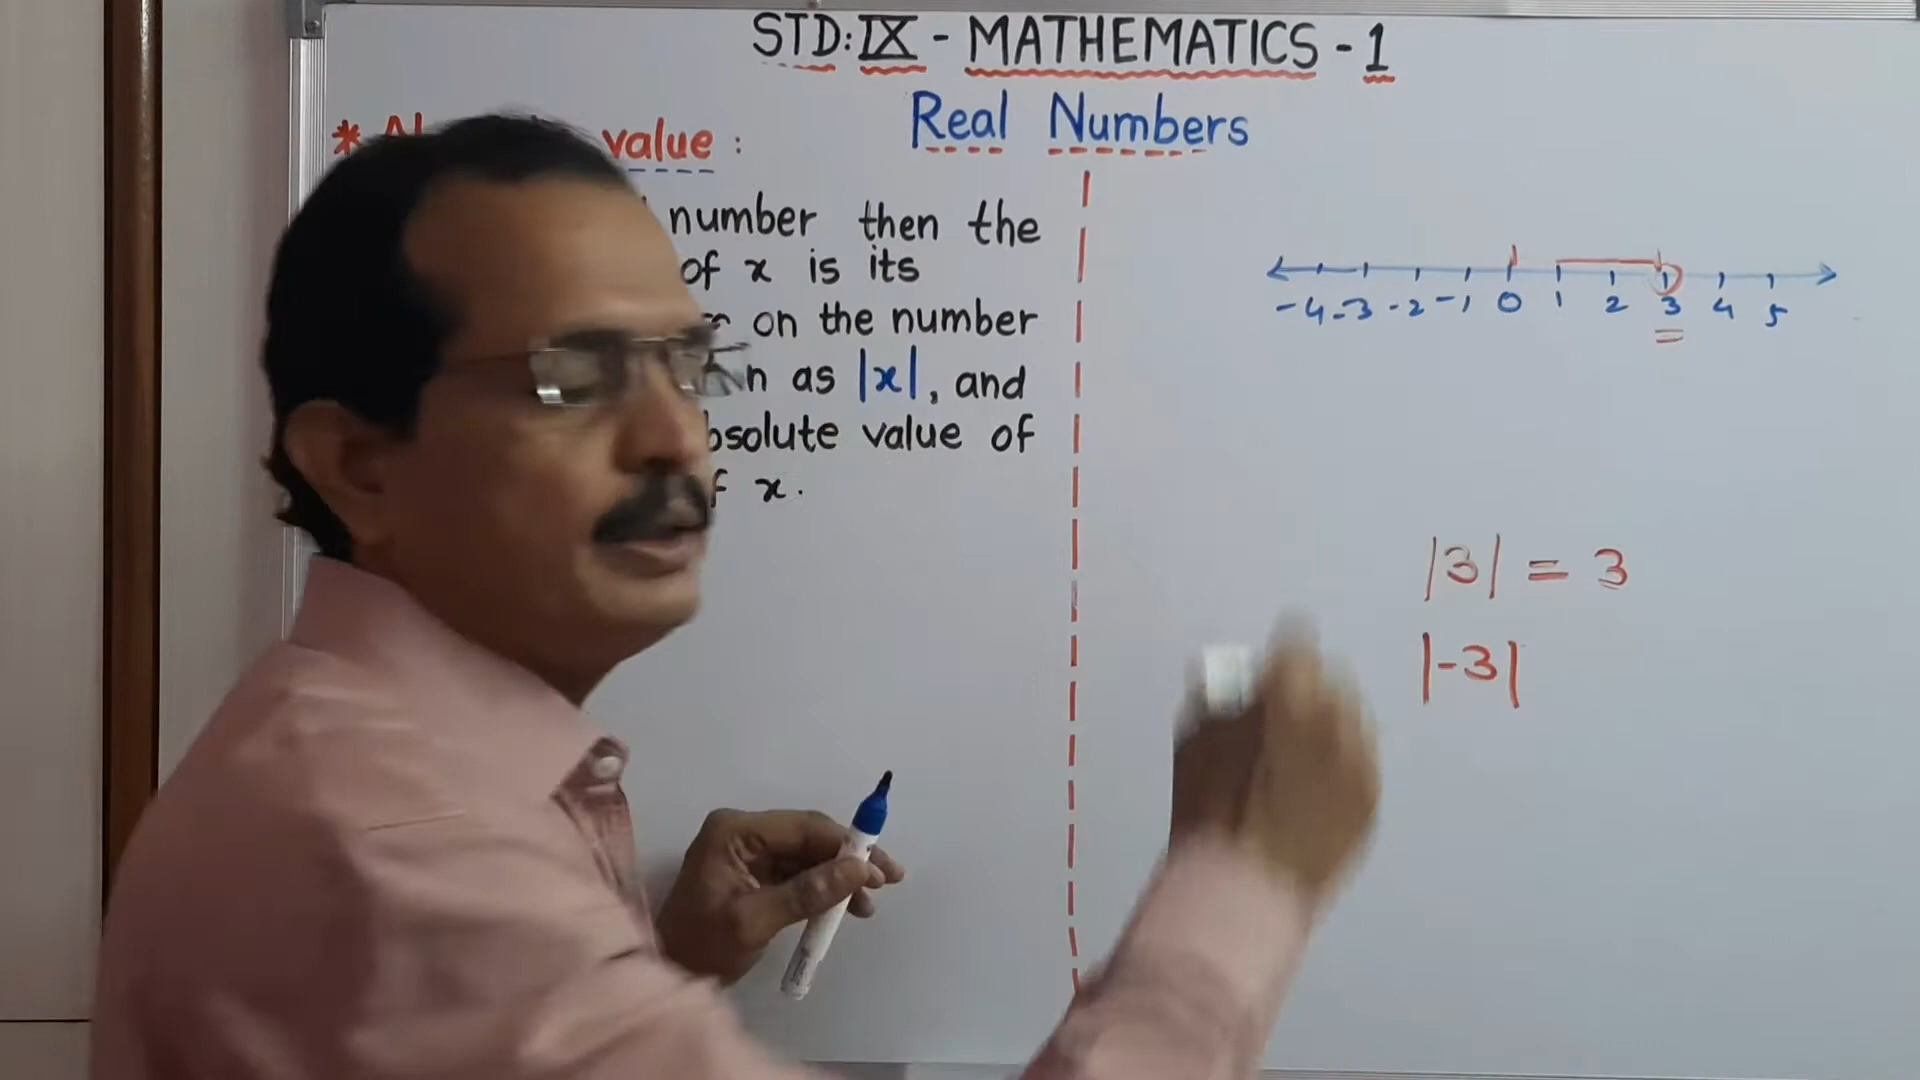 STD: IX - MATHEMATICS - 1
Real Numbers
* value :
number then the
of x is its
on the number
as |x|, and
absolute value of
x.
-4 -3 -2 -1 0 1 2 3 4 5
|3| = 3
|-3|